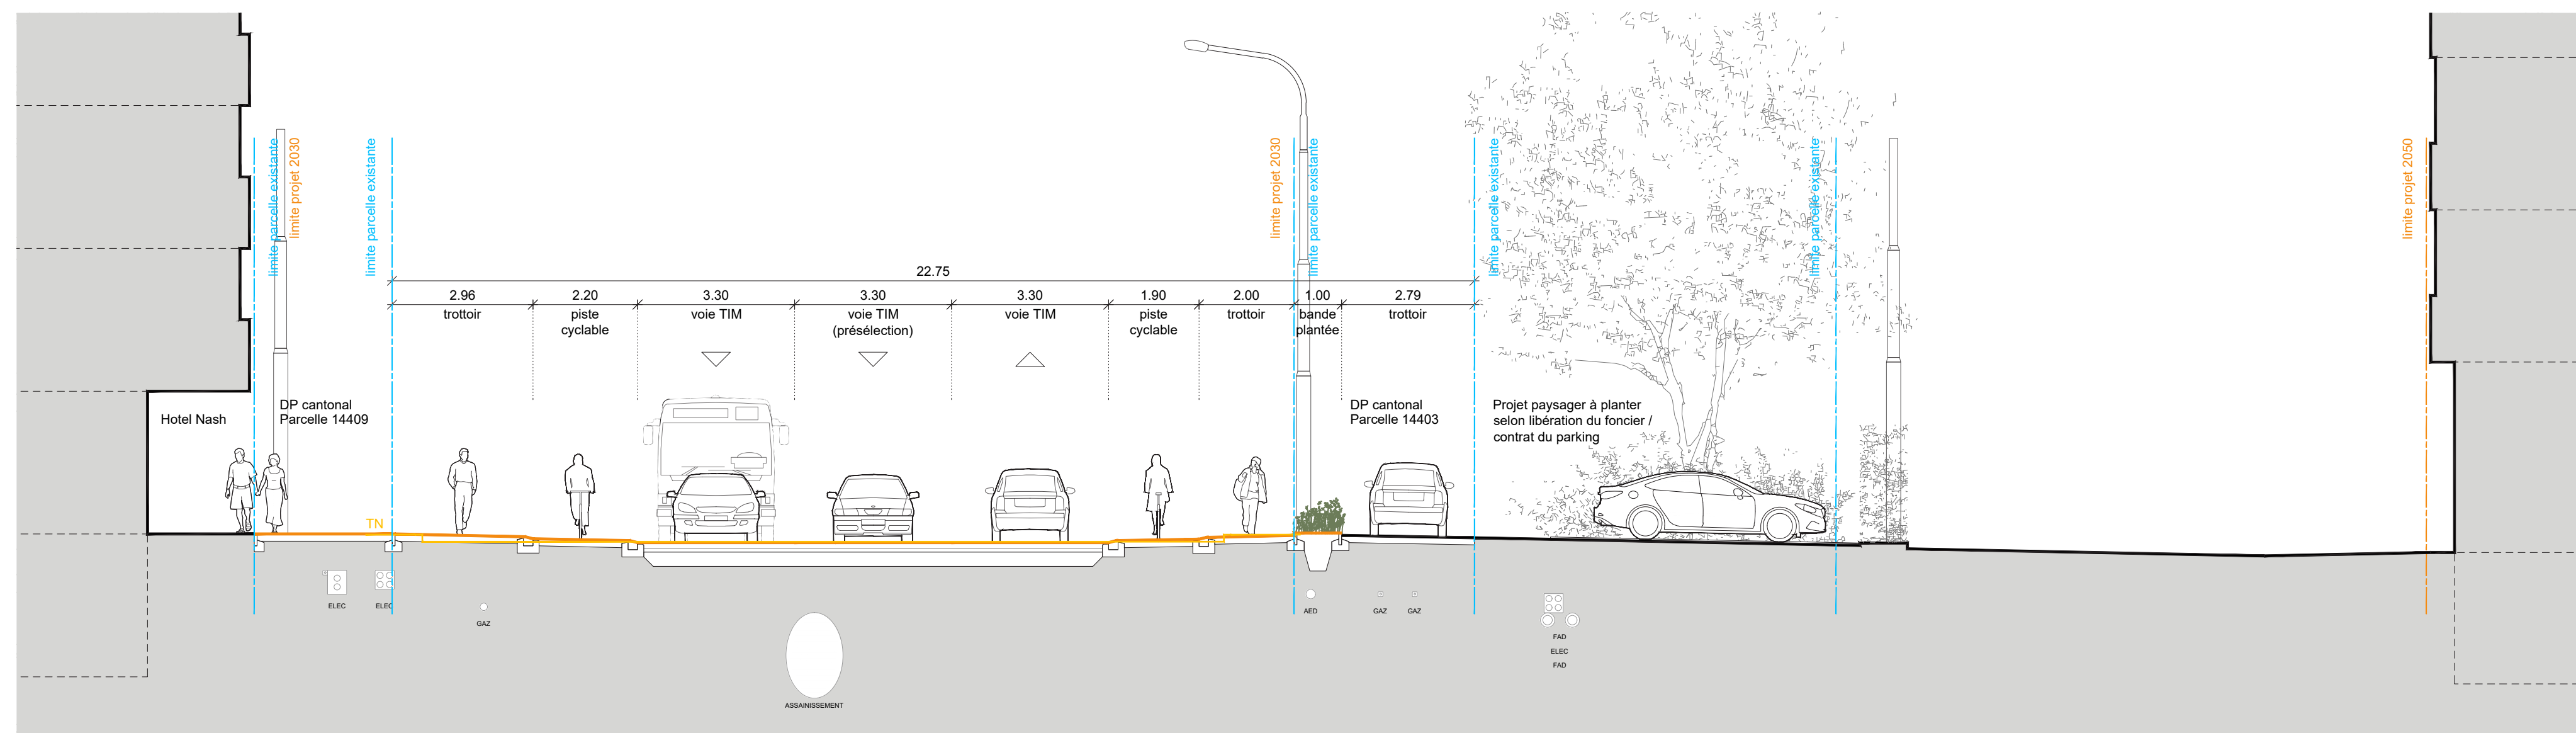 limite parcelle existante
limite projet 2030
limite parcelle existante
limite projet 2030
limite parcelle existante
limite parcelle existante
limite parcelle existante
limite projet 2050
22.75
2.96
2.20
3.30
3.30
3.30
1.90
2.00
1.00
2.79
trottoir
piste
cyclable
voie TIM
voie TIM
(présélection)
voie TIM
piste
cyclable
trottoir
bande
plantée
trottoir
Hotel Nash
DP cantonal
Parcelle 14409
DP cantonal
Parcelle 14403
Projet paysager à planter
selon libération du foncier /
contrat du parking
TN
ELEC
ELEC
GAZ
ASSAINISSEMENT
AED
GAZ
GAZ
FAD
ELEC
FAD